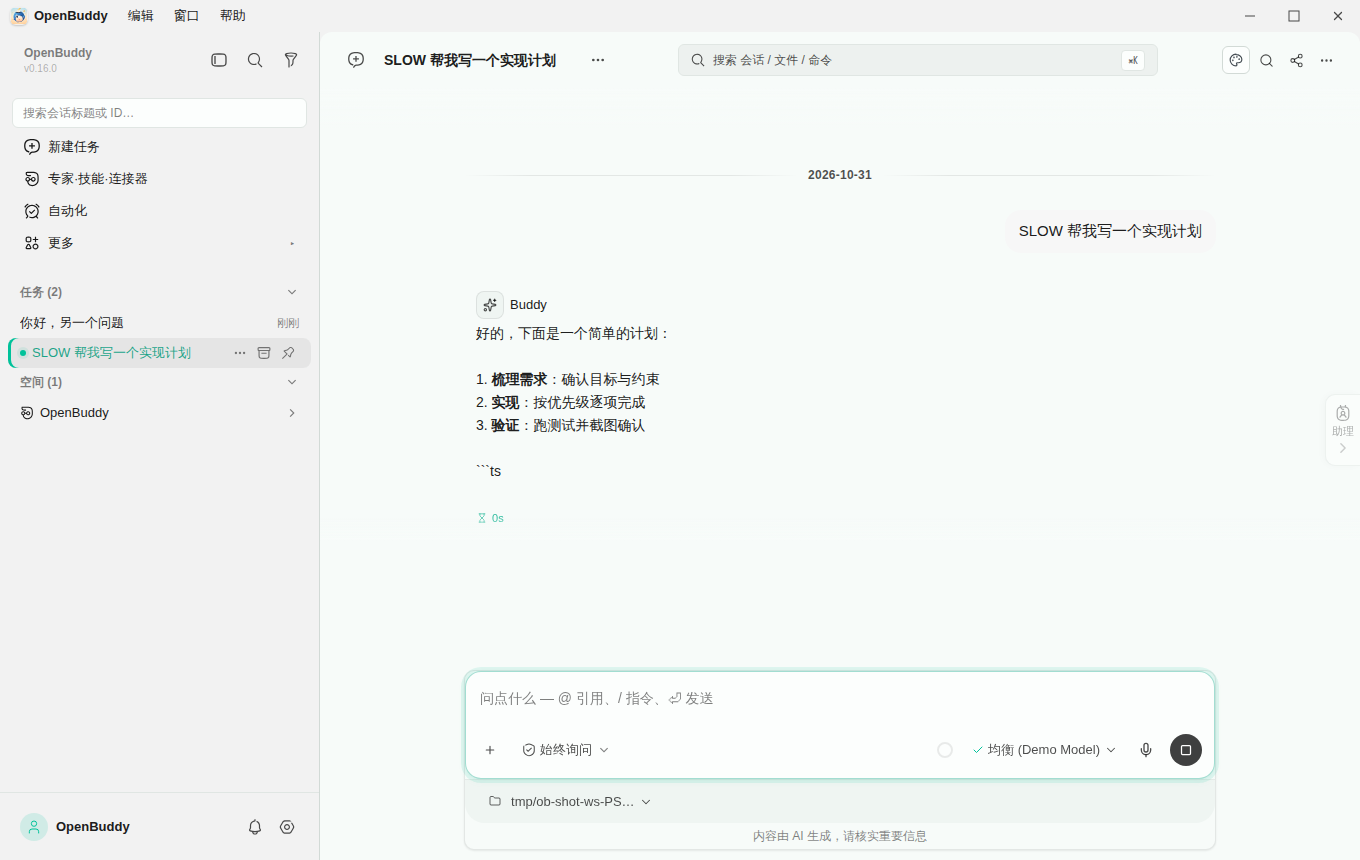 OpenBuddy 编辑 窗口 帮助
OpenBuddy
v0.16.0
搜索会话标题或 ID…
新建任务
专家·技能·连接器
自动化
更多
任务 (2)
你好，另一个问题 刚刚
SLOW 帮我写一个实现计划
空间 (1)
OpenBuddy
OpenBuddy
SLOW 帮我写一个实现计划
搜索 会话 / 文件 / 命令 ⌘K
2026-10-31
SLOW 帮我写一个实现计划
Buddy
好的，下面是一个简单的计划：
1. 梳理需求：确认目标与约束
2. 实现：按优先级逐项完成
3. 验证：跑测试并截图确认
```ts
0s
助理
问点什么 — @ 引用、/ 指令、⏎ 发送
始终询问
均衡 (Demo Model)
tmp/ob-shot-ws-PS…
内容由 AI 生成，请核实重要信息